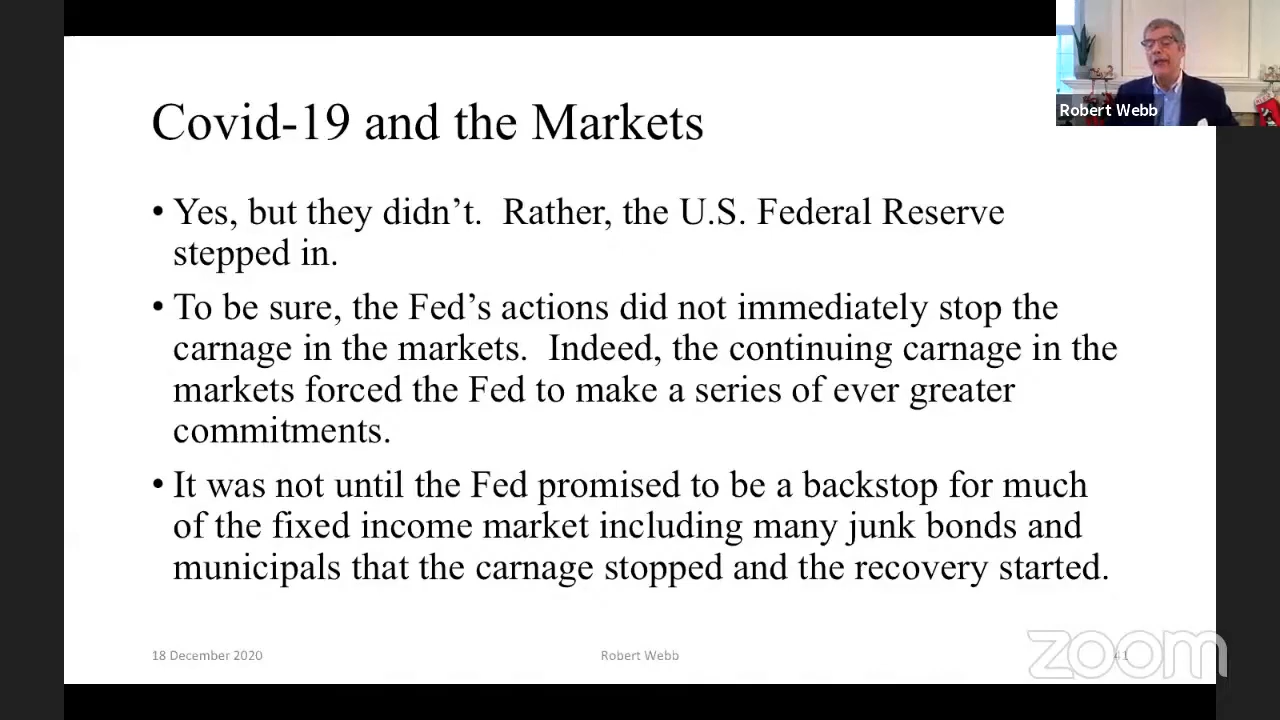 Robert Webb
Covid-19 and the Markets
• Yes, but they didn’t.  Rather, the U.S. Federal Reserve
stepped in.
• To be sure, the Fed’s actions did not immediately stop the
carnage in the markets.  Indeed, the continuing carnage in the
markets forced the Fed to make a series of ever greater
commitments.
• It was not until the Fed promised to be a backstop for much
of the fixed income market including many junk bonds and
municipals that the carnage stopped and the recovery started.
18 December 2020
Robert Webb
41
zoom